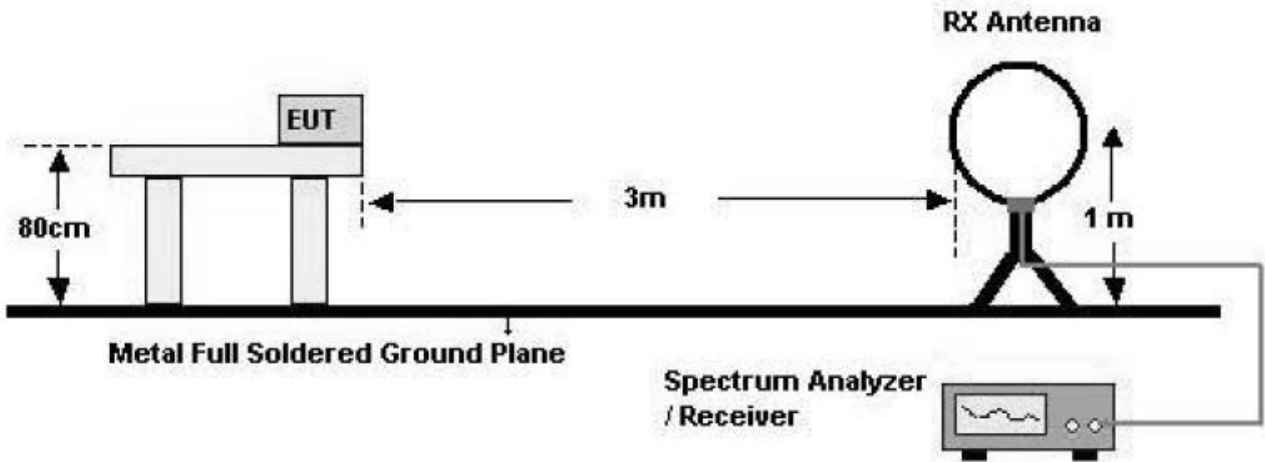 RX Antenna
EUT
80cm
3m
1 m
Metal Full Soldered Ground Plane
Spectrum Analyzer
/ Receiver